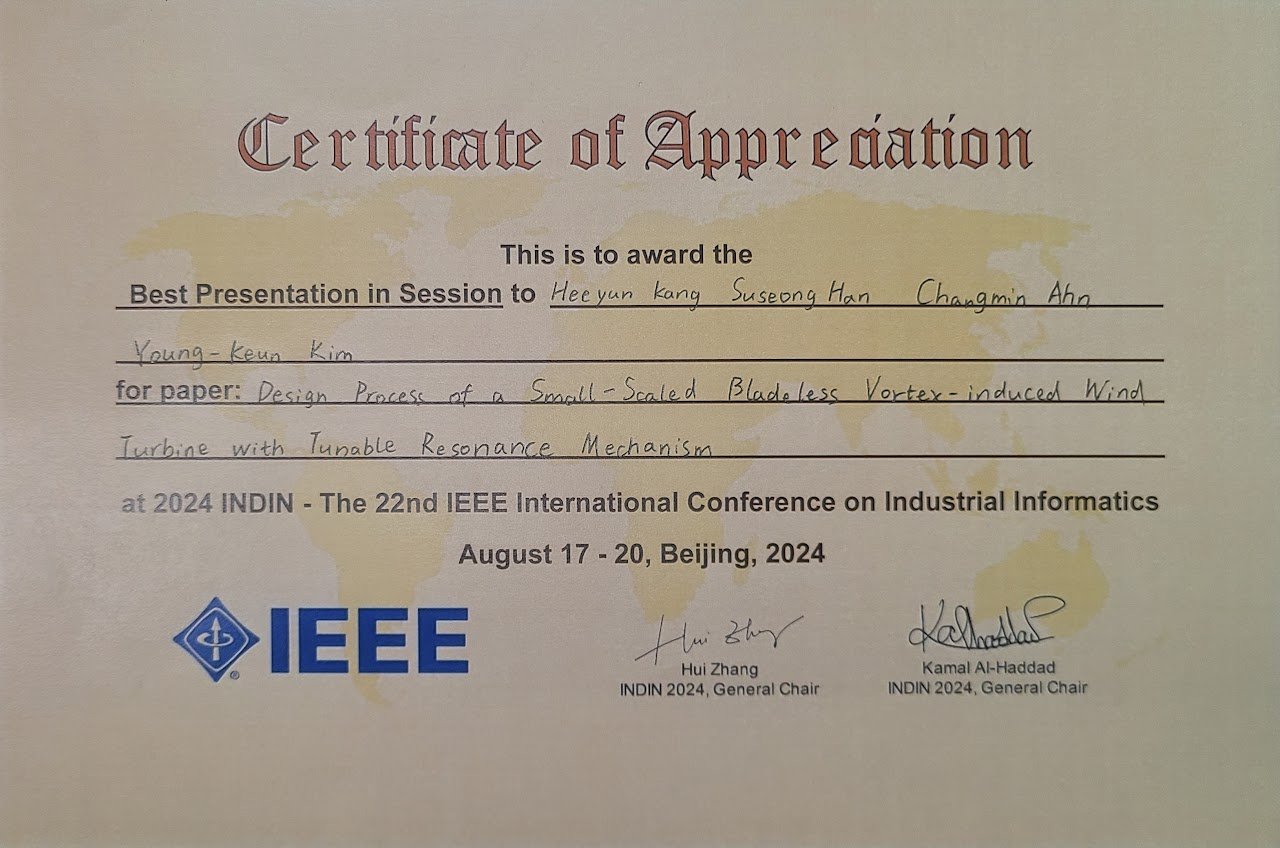 Certificate of Appreciation
This is to award the
Best Presentation in Session to Heeyun Kang Suseong Han Changmin Ahn
Young-Keun Kim
for paper: Design Process of a Small-Scaled Bladeless Vortex-induced Wind
Turbine with Tunable Resonance Mechanism
at 2024 INDIN - The 22nd IEEE International Conference on Industrial Informatics
August 17 - 20, Beijing, 2024
IEEE
®
Hui Zhang
Hui Zhang
INDIN 2024, General Chair
Kamal Al-Haddad
INDIN 2024, General Chair